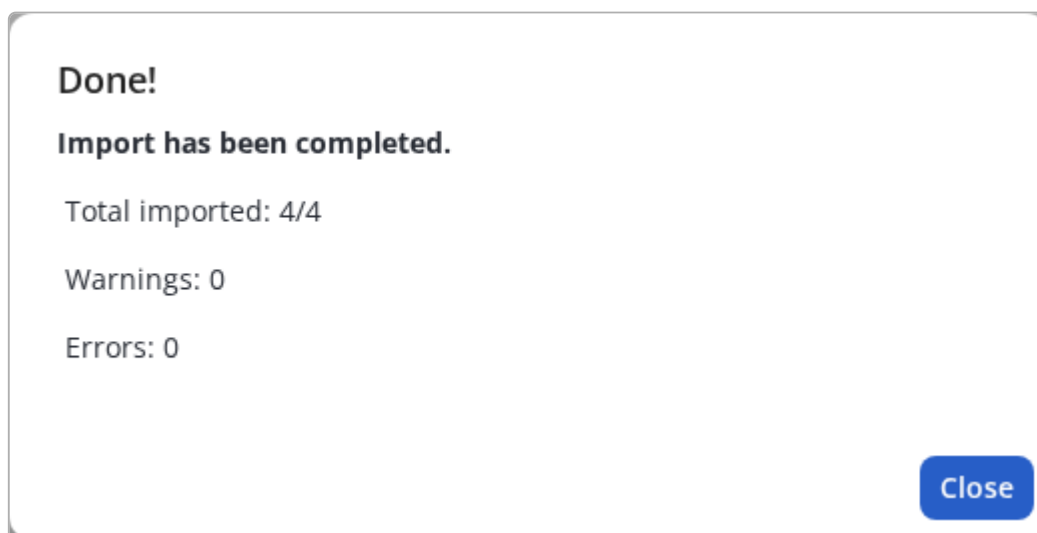 Done!
Import has been completed.
Total imported: 4/4
Warnings: 0
Errors: 0
Close